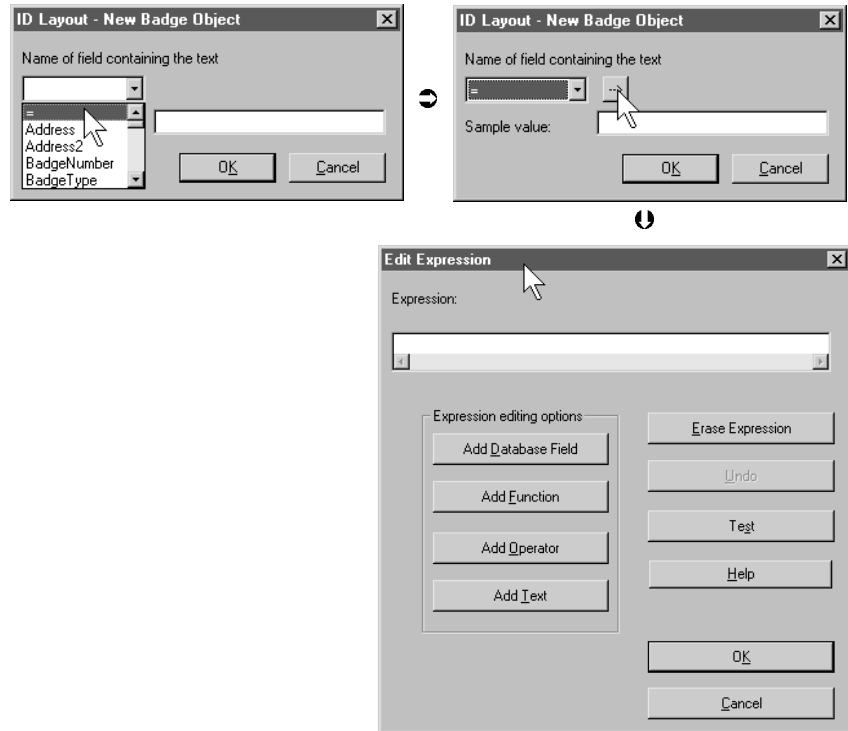 ID Layout - New Badge Object
Name of field containing the text
=
Address
Address2
BadgeNumber
BadgeType
OK
Cancel
ID Layout - New Badge Object
Name of field containing the text
=
-->
Sample value:
OK
Cancel
Edit Expression
Expression:
Expression editing options
Add Database Field
Add Function
Add Operator
Add Text
Erase Expression
Undo
Test
Help
OK
Cancel